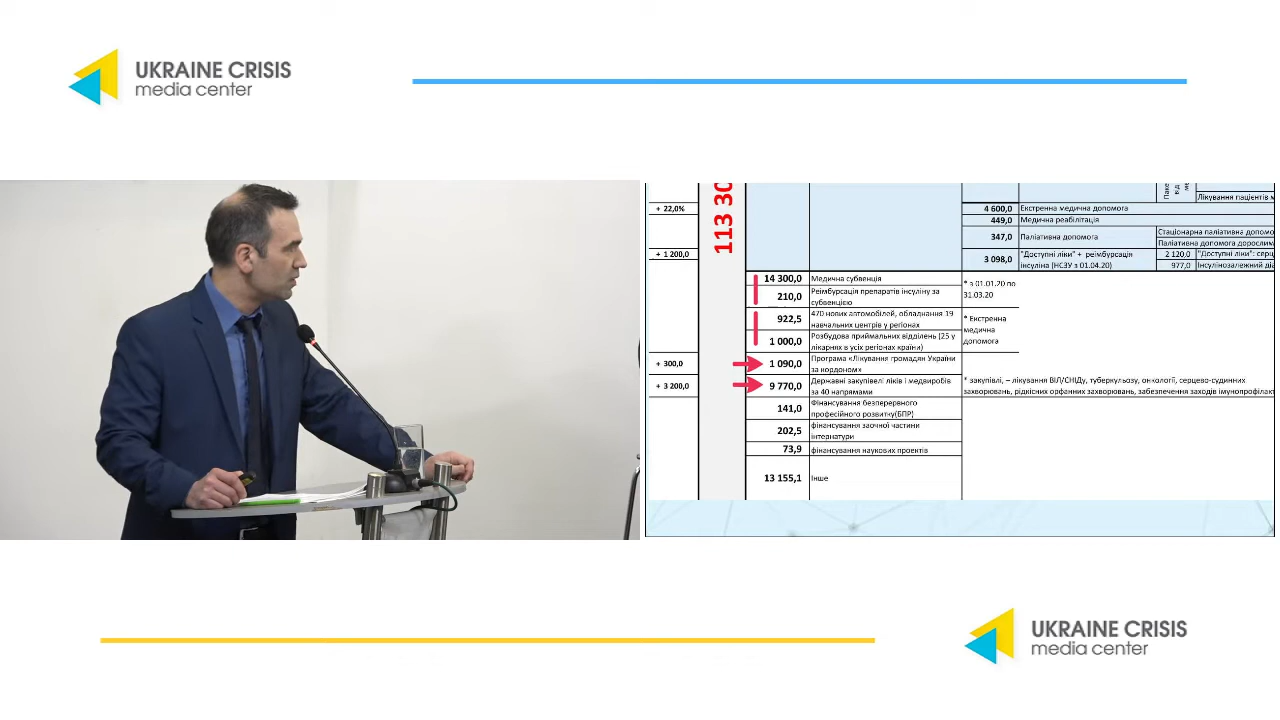 UKRAINE CRISIS
media center
113 30
+ 22,0%
+ 1 200,0
+ 300,0
+ 3 200,0
Лікування пацієнтів
4 600,0 Екстренна медична допомога
449,0 Медична реабілітація
347,0 Паліативна допомога
Стаціонарна паліативна допомо
Паліативна допомога дорослим
3 098,0 "Доступні ліки" + реімбурсація
інсуліна (НСЗУ з 01.04.20)
2 120,0 "Доступні ліки": серц
977,0 Інсулінозалежний діа
14 300,0 Медична субвенція
210,0 Реімбурсація препаратів інсуліну за
субвенцією
* з 01.01.20 по
31.03.20
922,5 470 нових автомобілей, обладнання 19
навчальних центрів у регіонах
1 000,0 Розбудова приймальних відділень (25 у
лікарнях в усіх регіонах країни)
* Екстренна
медична
допомога
1 090,0 Програма «Лікування громадян України
за кордоном»
9 770,0 Державні закупівелі ліків і медвиробів
за 40 напрямами
* закупівлі, – лікування ВІЛ/СНІДу, туберкульозу, онкології, серцево-судинних
захворювань, рідкісних орфанних захворювань, забезпечення заходів імунопрофілакт
141,0 Фінансування безперервного
професійного розвитку(БПР)
202,5 фінансування заочної частини
інтернатури
73,9 фінансування наукових проектів
13 155,1 Інше
UKRAINE CRISIS
media center